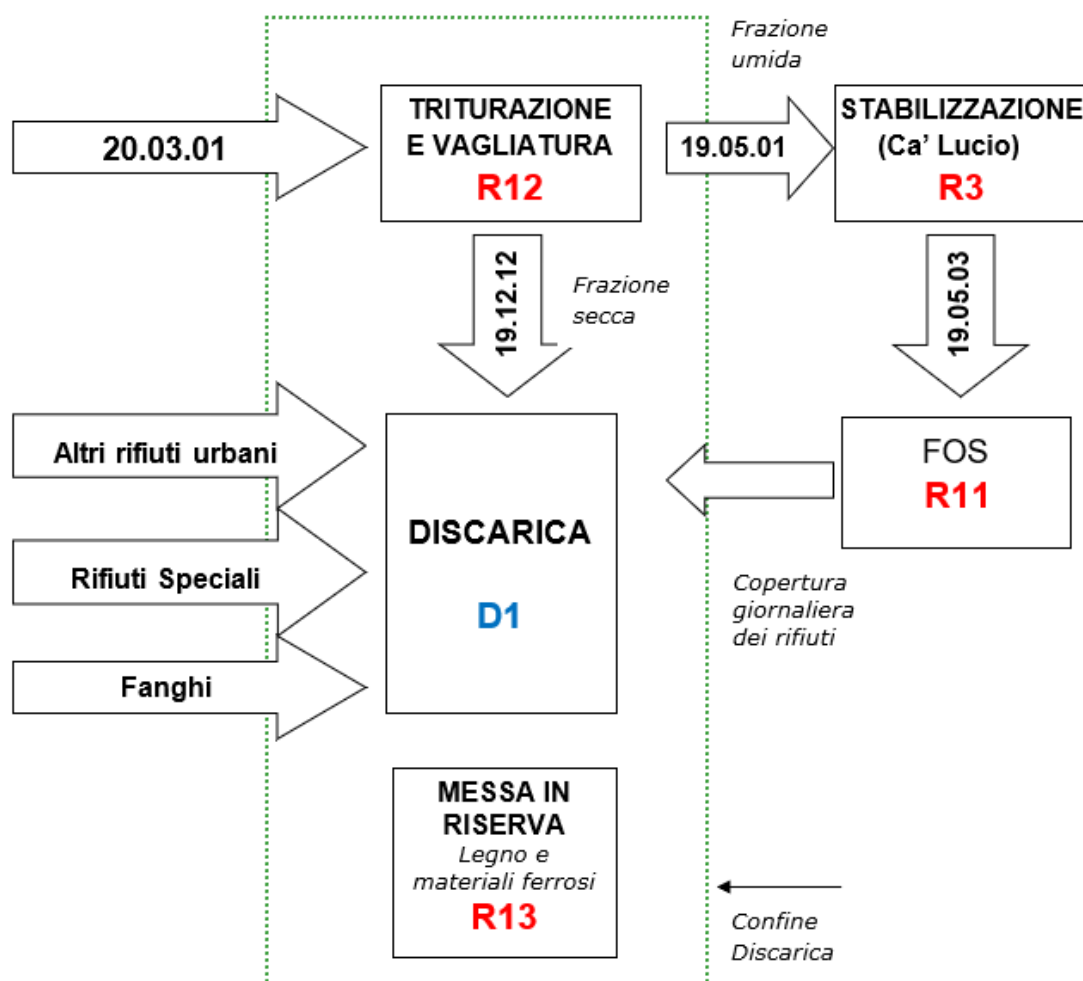 Frazione
umida
20.03.01
TRITURAZIONE
E VAGLIATURA
R12
19.05.01
STABILIZZAZIONE
(Ca' Lucio)
R3
19.12.12
Frazione
secca
19.05.03
Altri rifiuti urbani
Rifiuti Speciali
Fanghi
DISCARICA
D1
FOS
R11
Copertura
giornaliera
dei rifiuti
MESSA IN
RISERVA
Legno e
materiali ferrosi
R13
Confine
Discarica